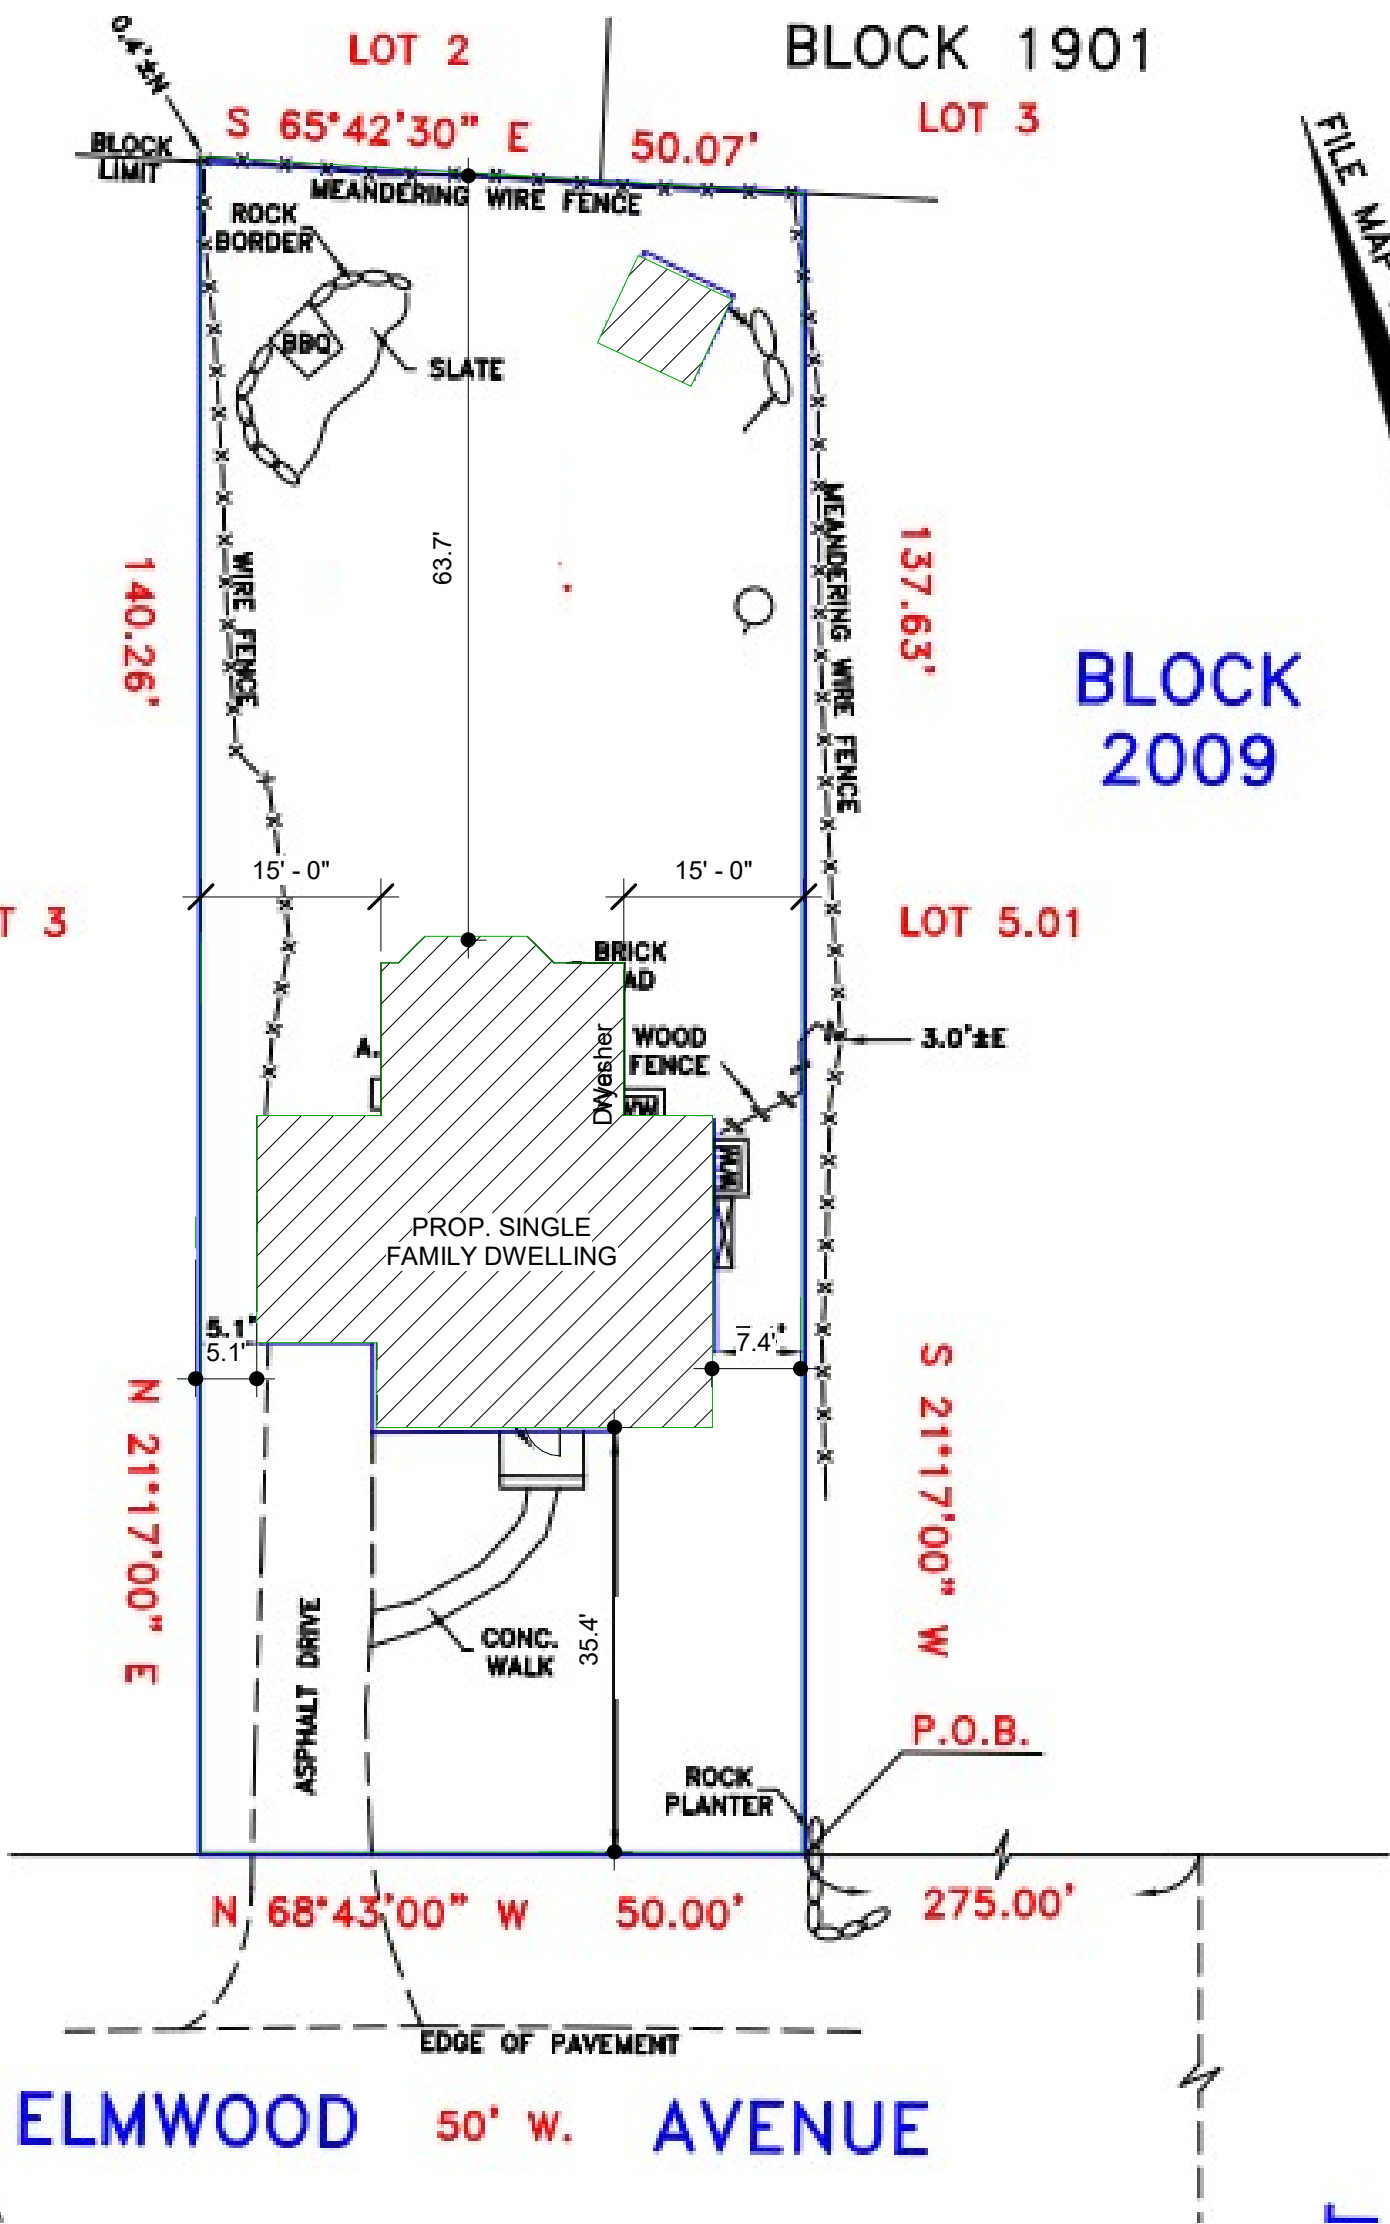 0.4'±N
LOT 2
BLOCK 1901
LOT 3
S 65°42'30" E 50.07'
BLOCK
LIMIT
MEANDERING WIRE FENCE
FILE MAP
ROCK
BORDER
BBQ
SLATE
63.7'
140.26'
WIRE FENCE
MEANDERING WIRE FENCE
137.63'
BLOCK
2009
15' - 0"
15' - 0"
T 3
LOT 5.01
BRICK
AD
A.
Dwasher
WOOD
FENCE
3.0'±E
WW
W.W.
PROP. SINGLE
FAMILY DWELLING
5.1'
5.1'
7.4'
N 21°17'00" E
S 21°17'00" W
ASPHALT DRIVE
CONC.
WALK
35.4'
P.O.B.
ROCK
PLANTER
N 68°43'00" W 50.00'
275.00'
EDGE OF PAVEMENT
ELMWOOD 50' W. AVENUE